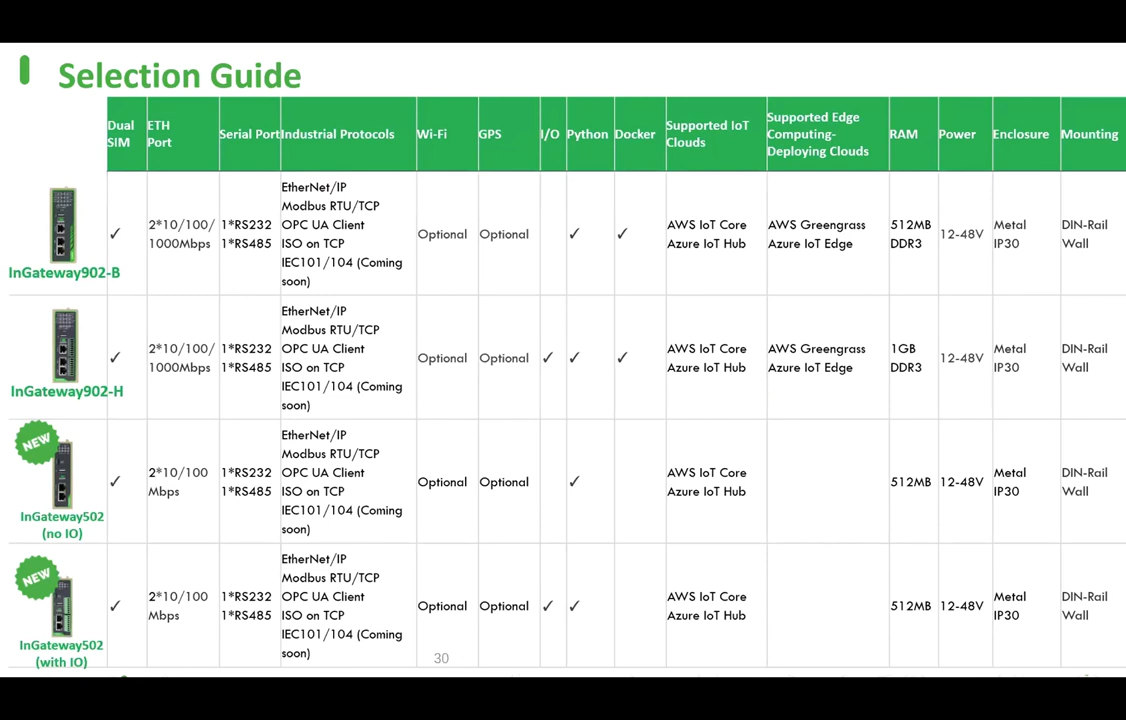 Selection Guide
Dual SIM | ETH Port | Serial Port | Industrial Protocols | Wi-Fi | GPS | I/O | Python | Docker | Supported IoT Clouds | Supported Edge Computing-Deploying Clouds | RAM | Power | Enclosure | Mounting
InGateway902-B
✓
2*10/100/
1000Mbps
1*RS232
1*RS485
EtherNet/IP
Modbus RTU/TCP
OPC UA Client
ISO on TCP
IEC101/104 (Coming
soon)
Optional
Optional
✓
✓
AWS IoT Core
Azure IoT Hub
AWS Greengrass
Azure IoT Edge
512MB
DDR3
12-48V
Metal
IP30
DIN-Rail
Wall
InGateway902-H
✓
2*10/100/
1000Mbps
1*RS232
1*RS485
EtherNet/IP
Modbus RTU/TCP
OPC UA Client
ISO on TCP
IEC101/104 (Coming
soon)
Optional
Optional
✓
✓
✓
AWS IoT Core
Azure IoT Hub
AWS Greengrass
Azure IoT Edge
1GB
DDR3
12-48V
Metal
IP30
DIN-Rail
Wall
NEW
InGateway502
(no IO)
✓
2*10/100
Mbps
1*RS232
1*RS485
EtherNet/IP
Modbus RTU/TCP
OPC UA Client
ISO on TCP
IEC101/104 (Coming
soon)
Optional
Optional
✓
AWS IoT Core
Azure IoT Hub
512MB
12-48V
Metal
IP30
DIN-Rail
Wall
NEW
InGateway502
(with IO)
✓
2*10/100
Mbps
1*RS232
1*RS485
EtherNet/IP
Modbus RTU/TCP
OPC UA Client
ISO on TCP
IEC101/104 (Coming
soon)
Optional
Optional
✓
✓
AWS IoT Core
Azure IoT Hub
512MB
12-48V
Metal
IP30
DIN-Rail
Wall
30